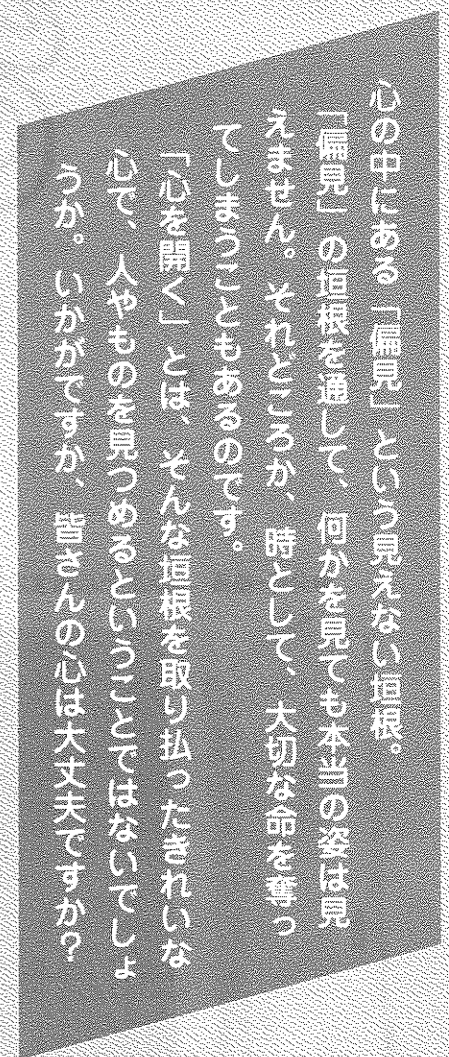 心の中にある「偏見」という見えない垣根。
「偏見」の垣根を通して、何かを見ても本当の姿は見
えません。それどころか、時として、大切な命を奪っ
てしまうこともあるのです。
「心を開く」とは、そんな垣根を取り払ったきれいな
心で、人やものを見つめるということではないでしょ
うか。いかがですか、皆さんの心は大丈夫ですか？